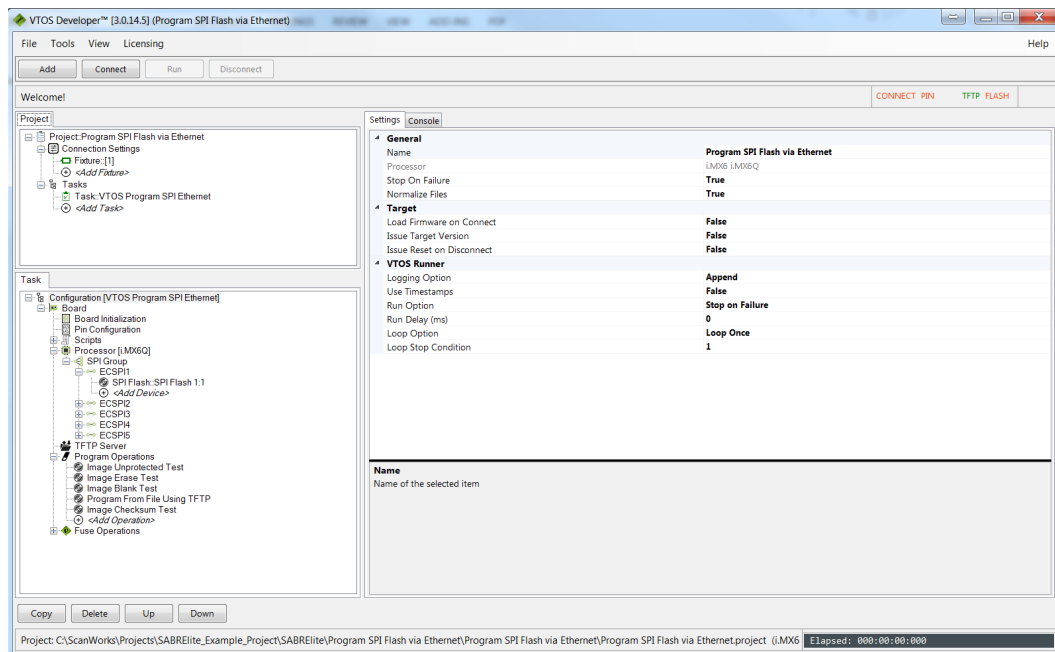 VTOS Developer™ [3.0.14.5] (Program SPI Flash via Ethernet)
File Tools View Licensing Help
Add Connect Run Disconnect
Welcome! CONNECT PIN TFTP FLASH
Project
Project::Program SPI Flash via Ethernet
Connection Settings
Fixture::[1]
<Add Fixture>
Tasks
Task::VTOS Program SPI Ethernet
<Add Task>
Task
Configuration [VTOS Program SPI Ethernet]
Board
Board Initialization
Pin Configuration
Scripts
Processor [i.MX6Q]
SPI Group
ECSPI1
SPI Flash::SPI Flash 1:1
<Add Device>
ECSPI2
ECSPI3
ECSPI4
ECSPI5
TFTP Server
Program Operations
Image Unprotected Test
Image Erase Test
Image Blank Test
Program From File Using TFTP
Image Checksum Test
<Add Operation>
Fuse Operations
Settings Console
General
Name Program SPI Flash via Ethernet
Processor i.MX6 i.MX6Q
Stop On Failure True
Normalize Files True
Target
Load Firmware on Connect False
Issue Target Version False
Issue Reset on Disconnect False
VTOS Runner
Logging Option Append
Use Timestamps False
Run Option Stop on Failure
Run Delay (ms) 0
Loop Option Loop Once
Loop Stop Condition 1
Name
Name of the selected item
Copy Delete Up Down
Project: C:\ScanWorks\Projects\SABRElite_Example_Project\SABRElite\Program SPI Flash via Ethernet\Program SPI Flash via Ethernet\Program SPI Flash via Ethernet.project (i.MX6 Elapsed: 000:00:00:000